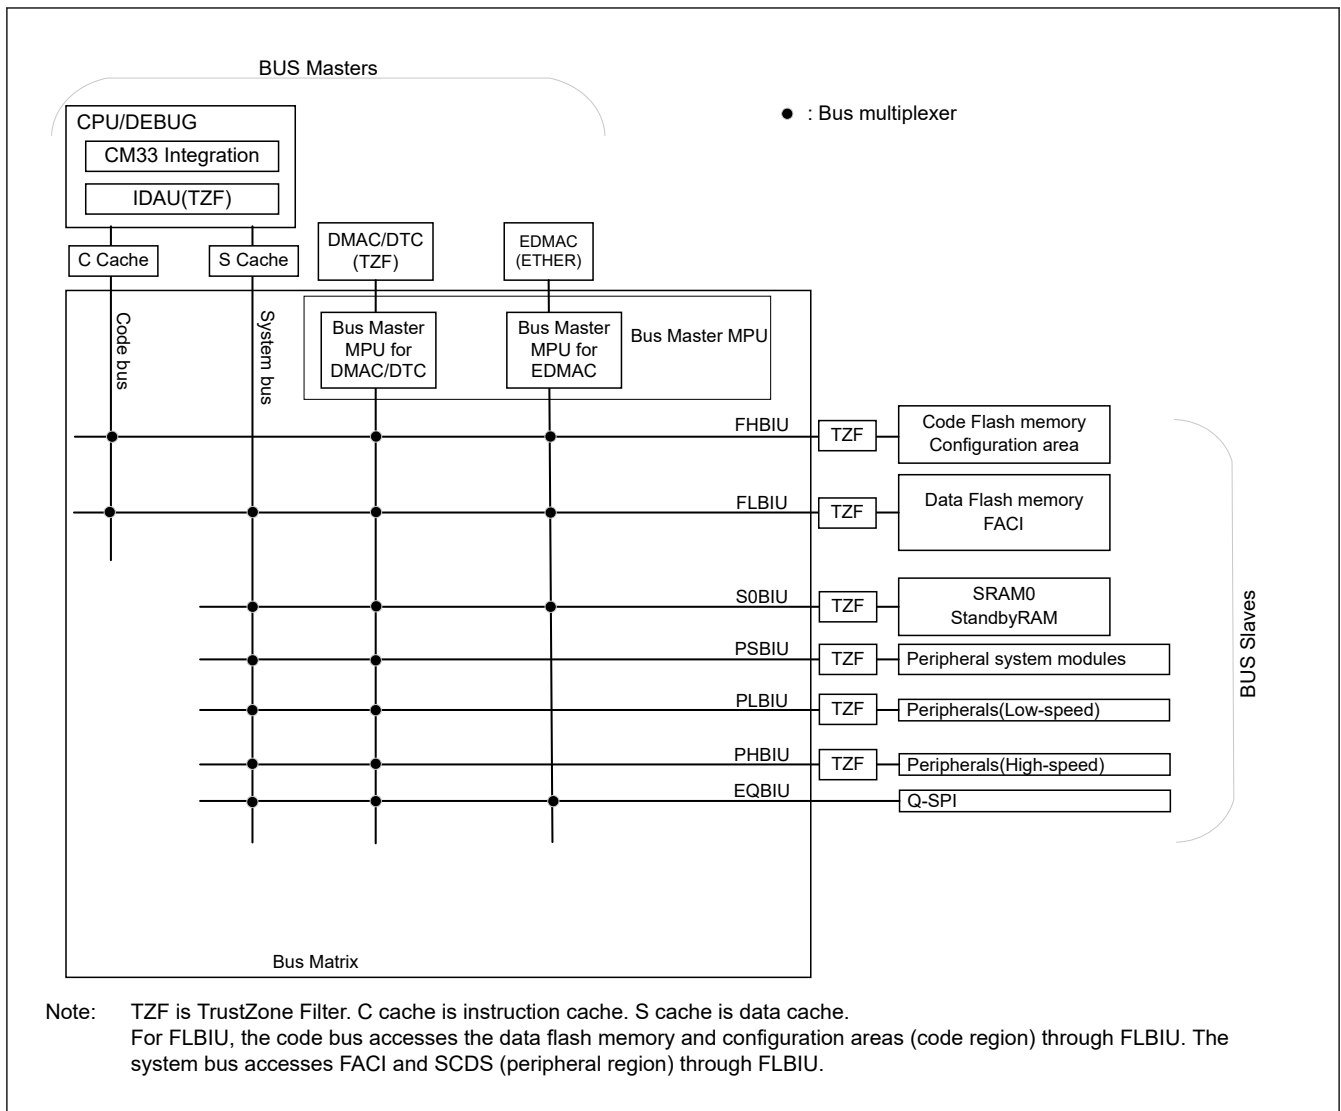 BUS Masters
: Bus multiplexer
CPU/DEBUG
CM33 Integration
IDAU(TZF)
C Cache
S Cache
DMAC/DTC
(TZF)
EDMAC
(ETHER)
Code bus
System bus
Bus Master
MPU for
DMAC/DTC
Bus Master
MPU for
EDMAC
Bus Master MPU
FHBIU
TZF
Code Flash memory
Configuration area
FLBIU
TZF
Data Flash memory
FACI
S0BIU
TZF
SRAM0
StandbyRAM
PSBIU
TZF
Peripheral system modules
PLBIU
TZF
Peripherals(Low-speed)
PHBIU
TZF
Peripherals(High-speed)
EQBIU
Q-SPI
BUS Slaves
Bus Matrix
Note: TZF is TrustZone Filter. C cache is instruction cache. S cache is data cache.
For FLBIU, the code bus accesses the data flash memory and configuration areas (code region) through FLBIU. The
system bus accesses FACI and SCDS (peripheral region) through FLBIU.